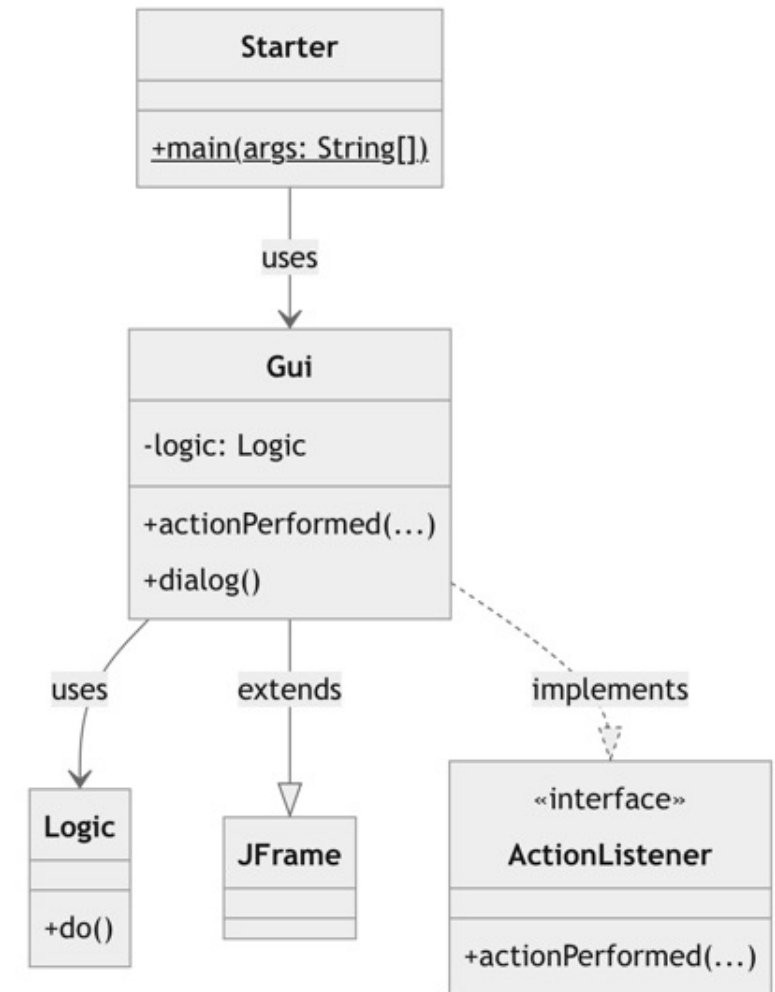 Starter
+main(args: String[])
uses
Gui
-logic: Logic
+actionPerformed(...)
+dialog()
uses
extends
implements
Logic
+do()
JFrame
«interface»
ActionListener
+actionPerformed(...)